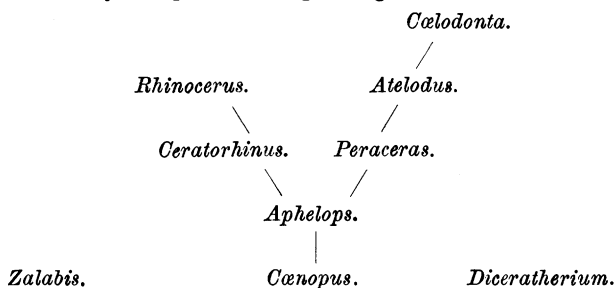 Cœlodonta.
Rhinocerus. Atelodus.
Ceratorhinus. Peraceras.
Aphelops.
Zalabis. Cœnopus. Diceratherium.